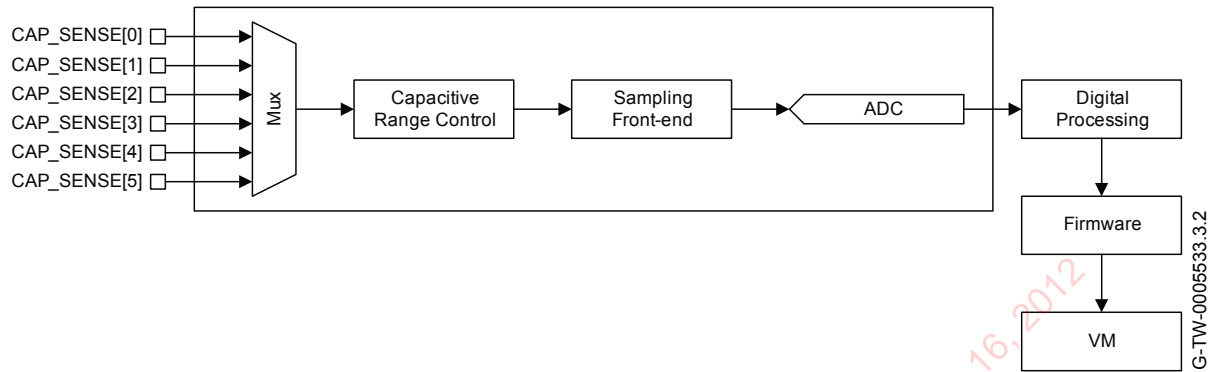 CAP_SENSE[0]
CAP_SENSE[1]
CAP_SENSE[2]
CAP_SENSE[3]
CAP_SENSE[4]
CAP_SENSE[5]
Mux
Capacitive
Range Control
Sampling
Front-end
ADC
Digital
Processing
Firmware
VM
G-TW-0005533.3.2
16, 2012